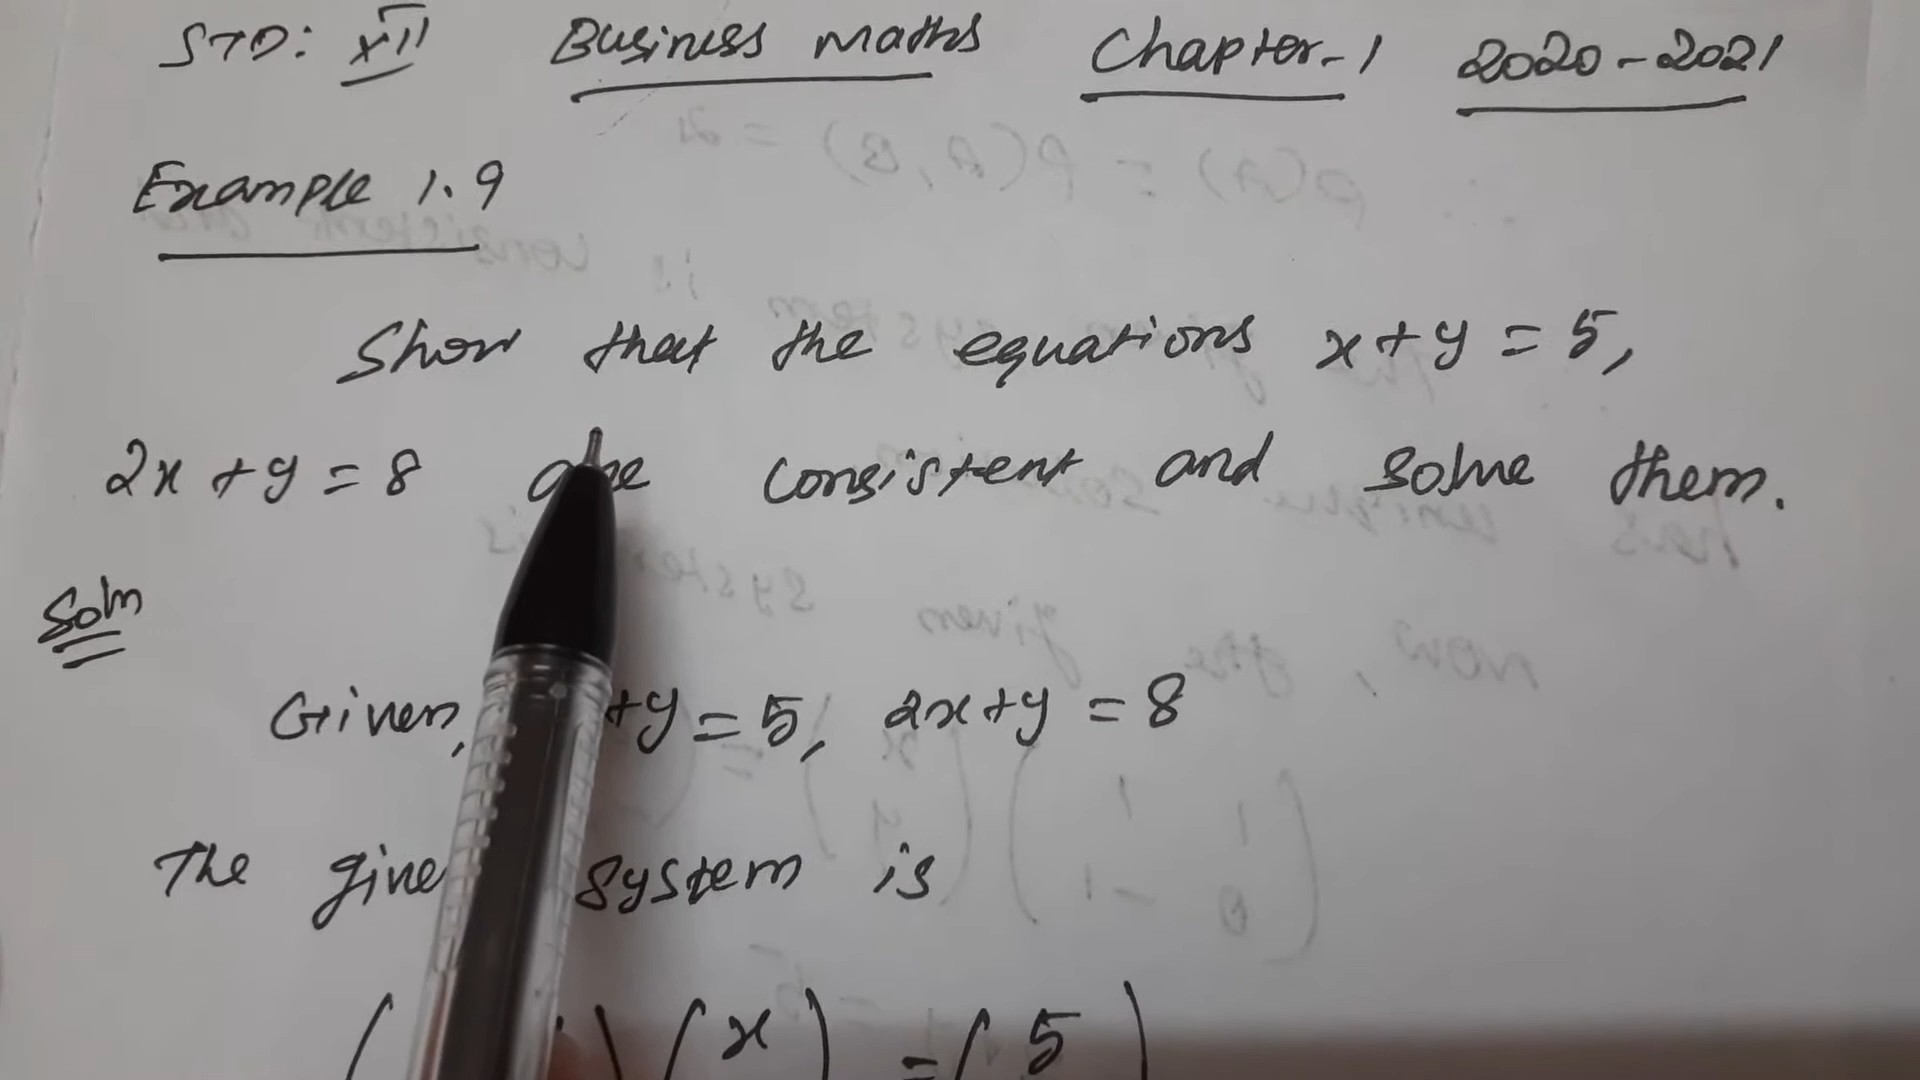 STD: XII Business Maths Chapter-1 2020-2021
Example 1.9
Show that the equations x+y = 5,
2x+y = 8 are consistent and solve them.
Soln
Given, +y = 5, 2x+y = 8
The given system is
( ) ( x ) = ( 5 )